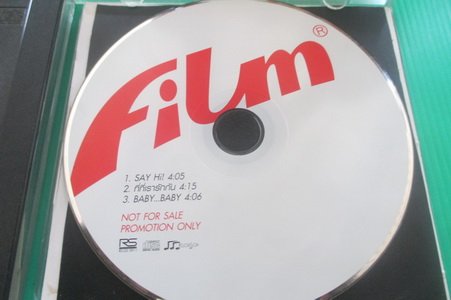 Film®
1. SAY Hi! 4:05
2. ที่ที่เรารักกัน 4:15
3. BABY...BABY 4:06
NOT FOR SALE
PROMOTION ONLY
RS